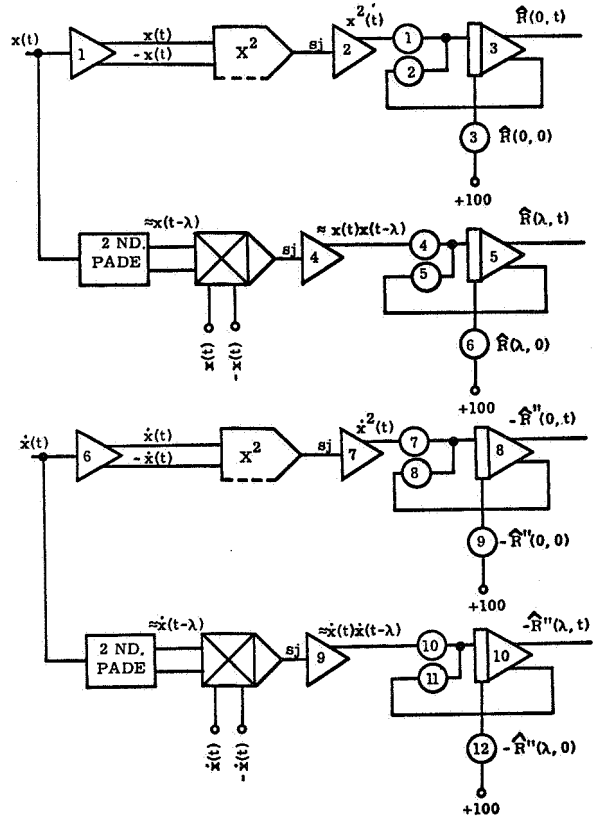 x(t)
1
x(t)
-x(t)
X²
sj
2
x²(t)
1
2
3
R̂(0, t)
3
R̂(0, 0)
+100
2 ND.
PADE
≈x(t-λ)
x(t)
-x(t)
sj
4
≈ x(t)x(t-λ)
4
5
5
R̂(λ, t)
6
R̂(λ, 0)
+100
ẋ(t)
6
ẋ(t)
-ẋ(t)
X²
sj
7
ẋ²(t)
7
8
8
-R̂"(0, t)
9
-R̂"(0, 0)
+100
2 ND.
PADE
≈ẋ(t-λ)
ẋ(t)
-ẋ(t)
sj
9
≈ẋ(t)ẋ(t-λ)
10
11
10
-R̂"(λ, t)
12
-R̂"(λ, 0)
+100